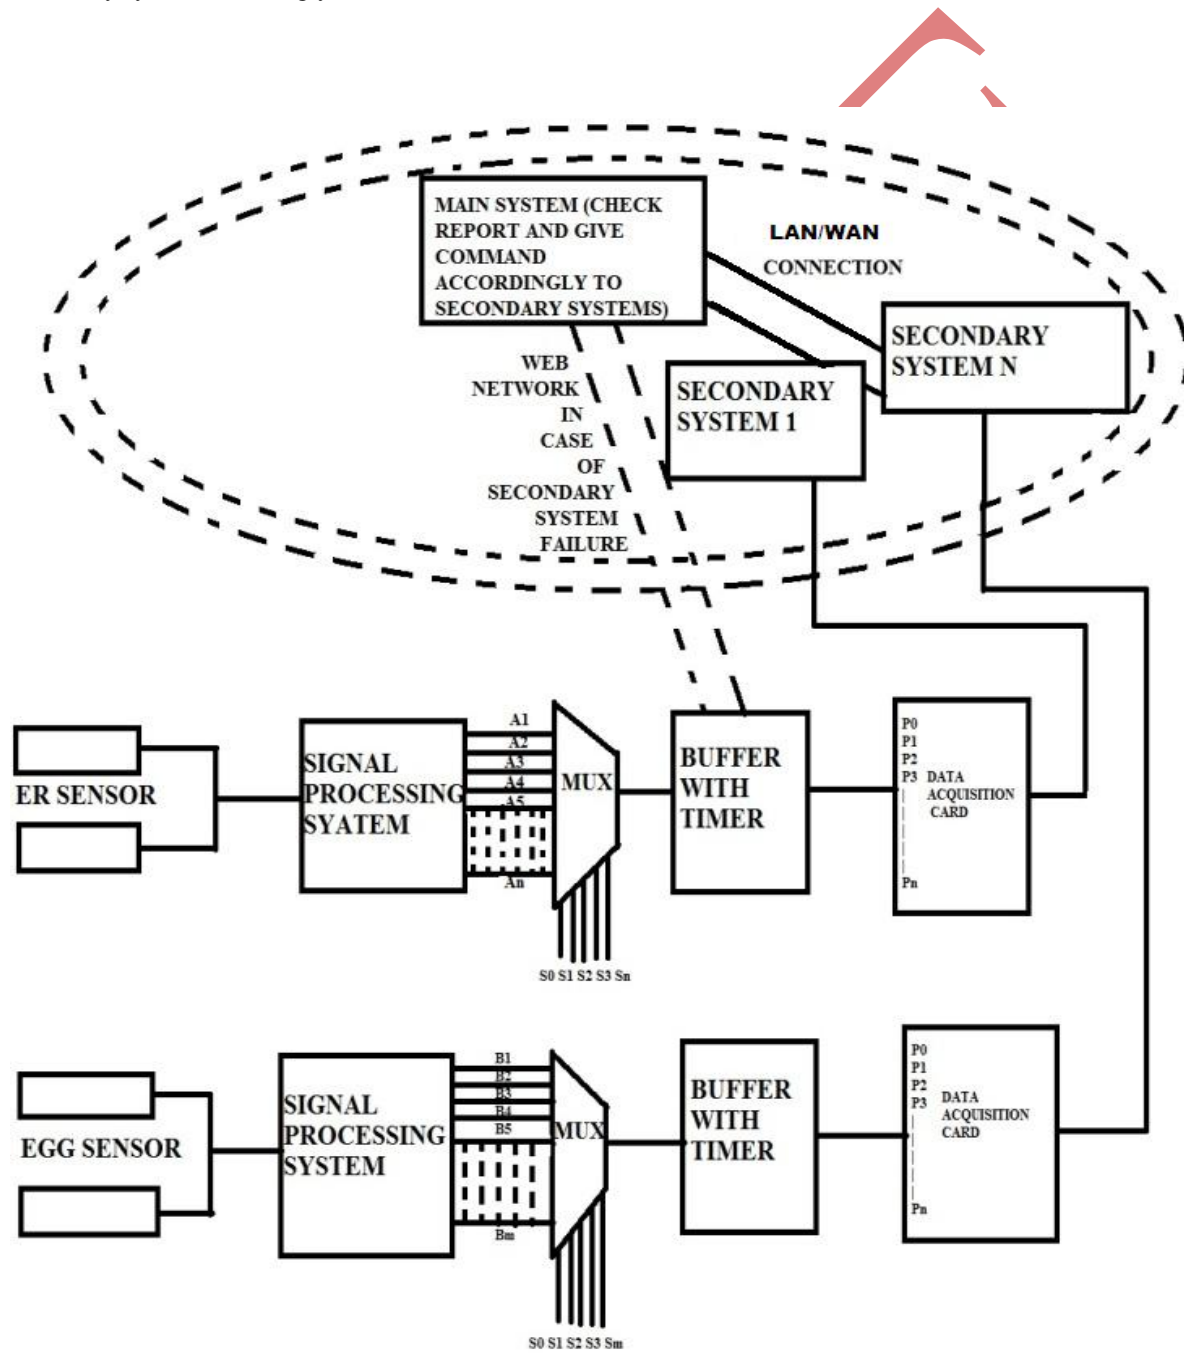 MAIN SYSTEM (CHECK
REPORT AND GIVE
COMMAND
ACCORDINGLY TO
SECONDARY SYSTEMS)
LAN/WAN
CONNECTION
SECONDARY
SYSTEM N
SECONDARY
SYSTEM 1
WEB
NETWORK
IN
CASE
OF
SECONDARY
SYSTEM
FAILURE
ER SENSOR
SIGNAL
PROCESSING
SYATEM
A1
A2
A3
A4
A5
An
MUX
S0 S1 S2 S3 Sn
BUFFER
WITH
TIMER
P0
P1
P2
P3
Pn
DATA
ACQUISITION
CARD
EGG SENSOR
SIGNAL
PROCESSING
SYSTEM
B1
B2
B3
B4
B5
Bm
MUX
S0 S1 S2 S3 Sm
BUFFER
WITH
TIMER
P0
P1
P2
P3
Pn
DATA
ACQUISITION
CARD